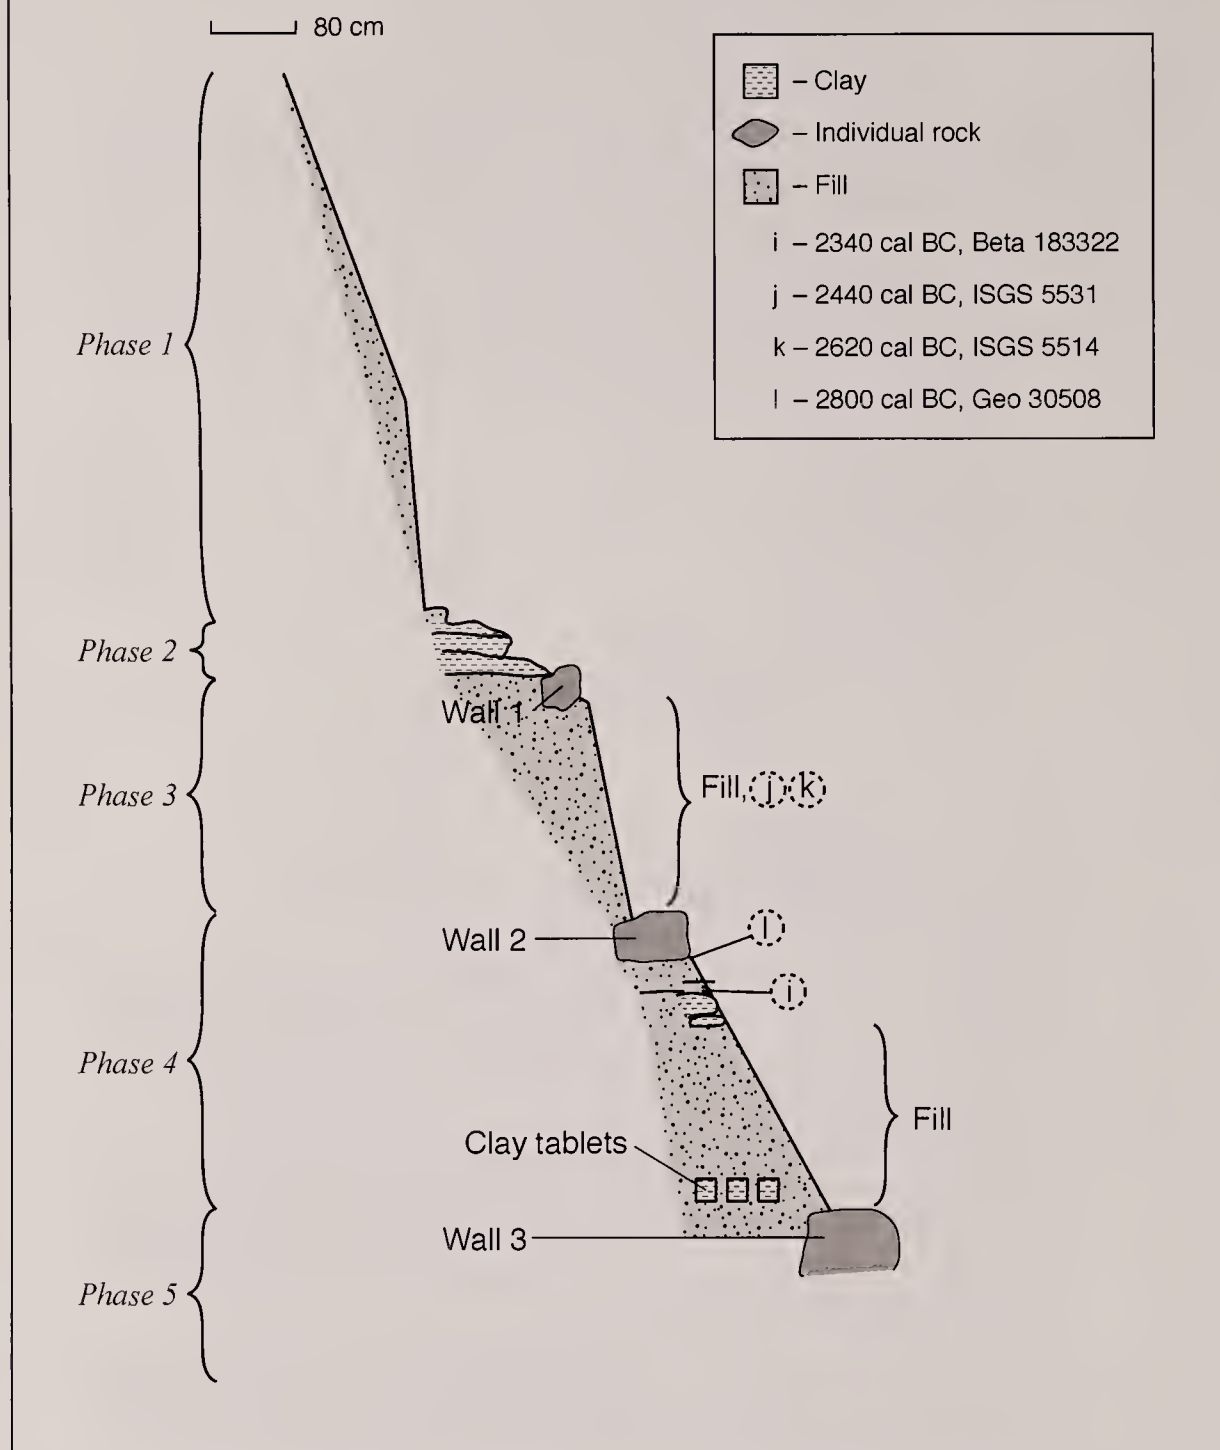 80 cm
– Clay
– Individual rock
– Fill
i – 2340 cal BC, Beta 183322
j – 2440 cal BC, ISGS 5531
k – 2620 cal BC, ISGS 5514
l – 2800 cal BC, Geo 30508
Phase 1
Phase 2
Wall 1
Phase 3
Fill, j k
Wall 2
l
i
Phase 4
Clay tablets
Fill
Wall 3
Phase 5